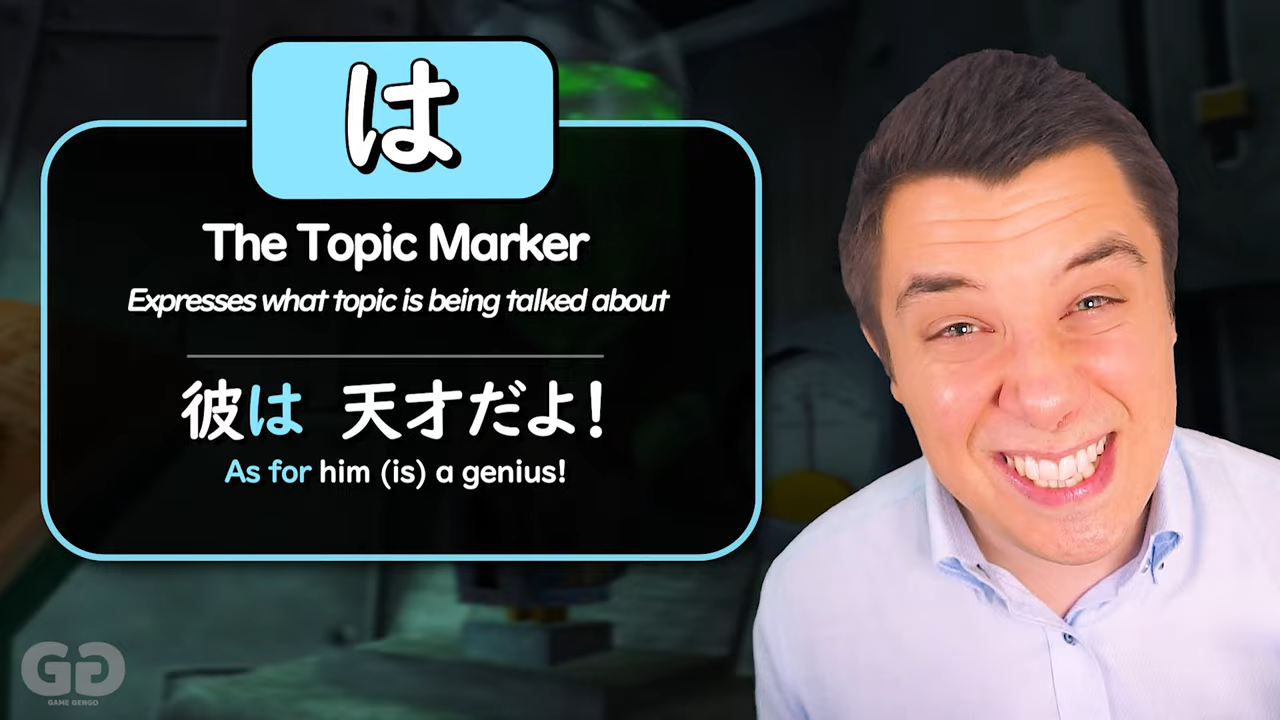 は
The Topic Marker
Expresses what topic is being talked about
彼は 天才だよ!
As for him (is) a genius!
GG
GAME GENGO